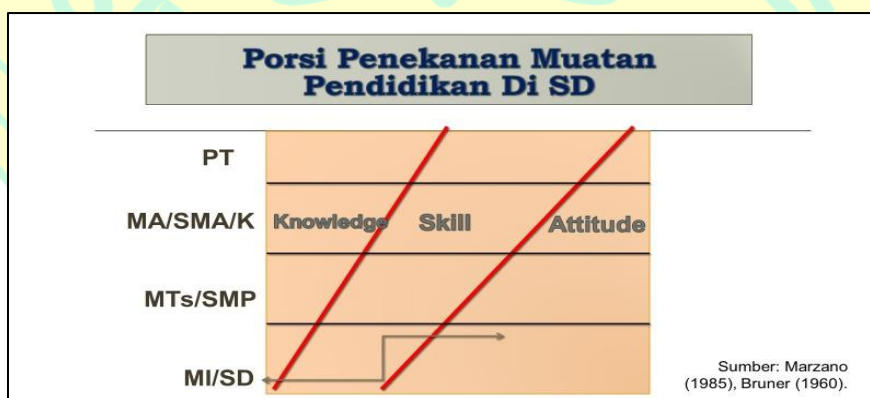 Porsi Penekanan Muatan
Pendidikan Di SD
PT
MA/SMA/K
Knowledge
Skill
Attitude
MTs/SMP
MI/SD
Sumber: Marzano
(1985), Bruner (1960).